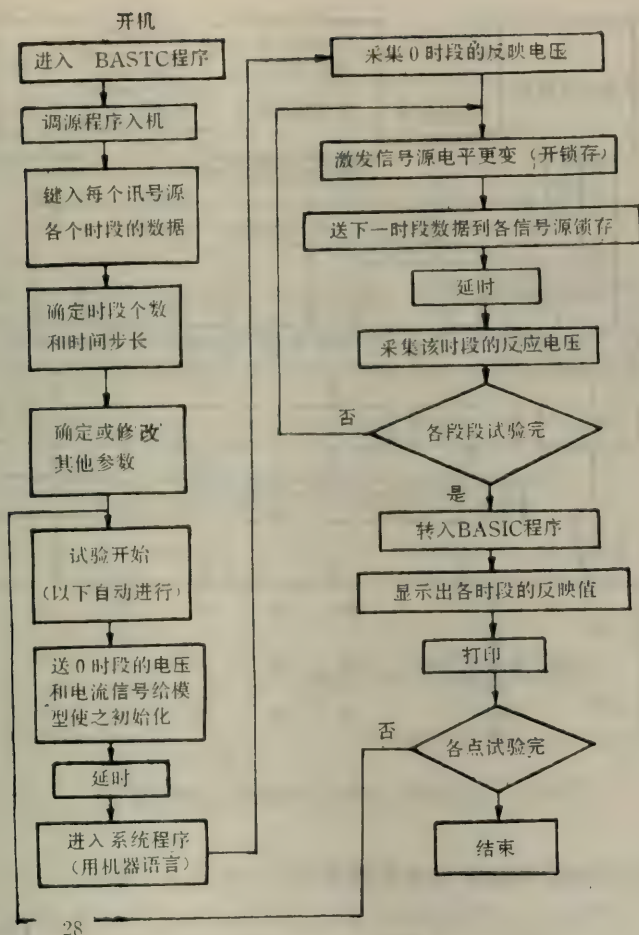 开机
进入 BASTC程序
调源程序入机
键入每个讯号源
各个时段的数据
确定时段个数
和时间步长
确定或修改
其他参数
试验开始
(以下自动进行)
送0时段的电压
和电流信号给模
型使之初始化
延时
进入系统程序
(用机器语言)
采集0时段的反映电压
激发信号源电平更变(开锁存)
送下一时段数据到各信号源锁存
延时
采集该时段的反应电压
否
各段段试验完
是
转入BASIC程序
显示出各时段的反映值
打印
否
各点试验完
结束
28